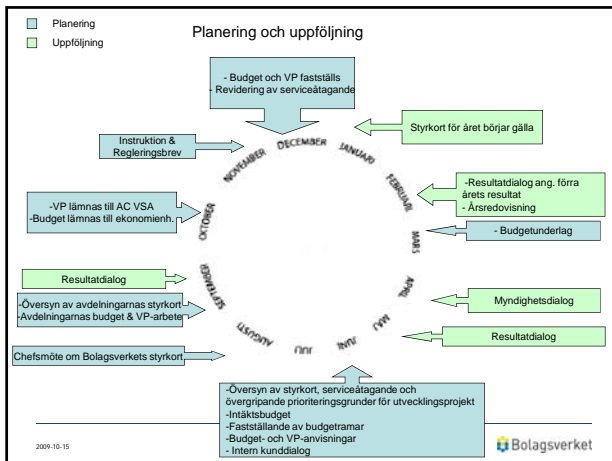 Planering
Uppföljning
Planering och uppföljning
- Budget och VP fastställs
- Revidering av serviceåtagande
Styrkort för året börjar gälla
Instruktion &
Regleringsbrev
NOVEMBER
DECEMBER
JANUARI
FEBRUARI
-Resultatdialog ang. förra
årets resultat
- Årsredovisning
-VP lämnas till AC VSA
-Budget lämnas till ekonomienh.
OKTOBER
MARS
- Budgetunderlag
Resultatdialog
SEPTEMBER
APRIL
Myndighetsdialog
-Översyn av avdelningarnas styrkort
-Avdelningarnas budget & VP-arbete
MAJ
Resultatdialog
AUGUSTI
JULI
JUNI
Chefsmöte om Bolagsverkets styrkort
-Översyn av styrkort, serviceåtagande och
övergripande prioriteringsgrunder för utvecklingsprojekt
-Intäktsbudget
-Fastställande av budgetramar
-Budget- och VP-anvisningar
- Intern kunddialog
2009-10-15
Bolagsverket